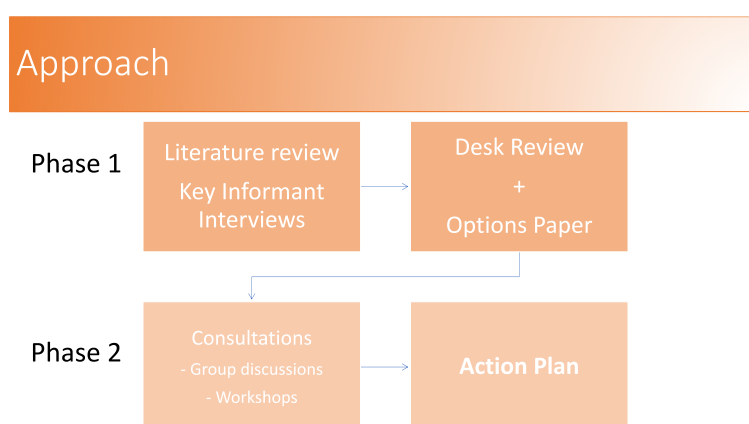 Approach
Phase 1
Literature review
Key Informant
Interviews
Desk Review
+
Options Paper
Phase 2
Consultations
- Group discussions
- Workshops
Action Plan